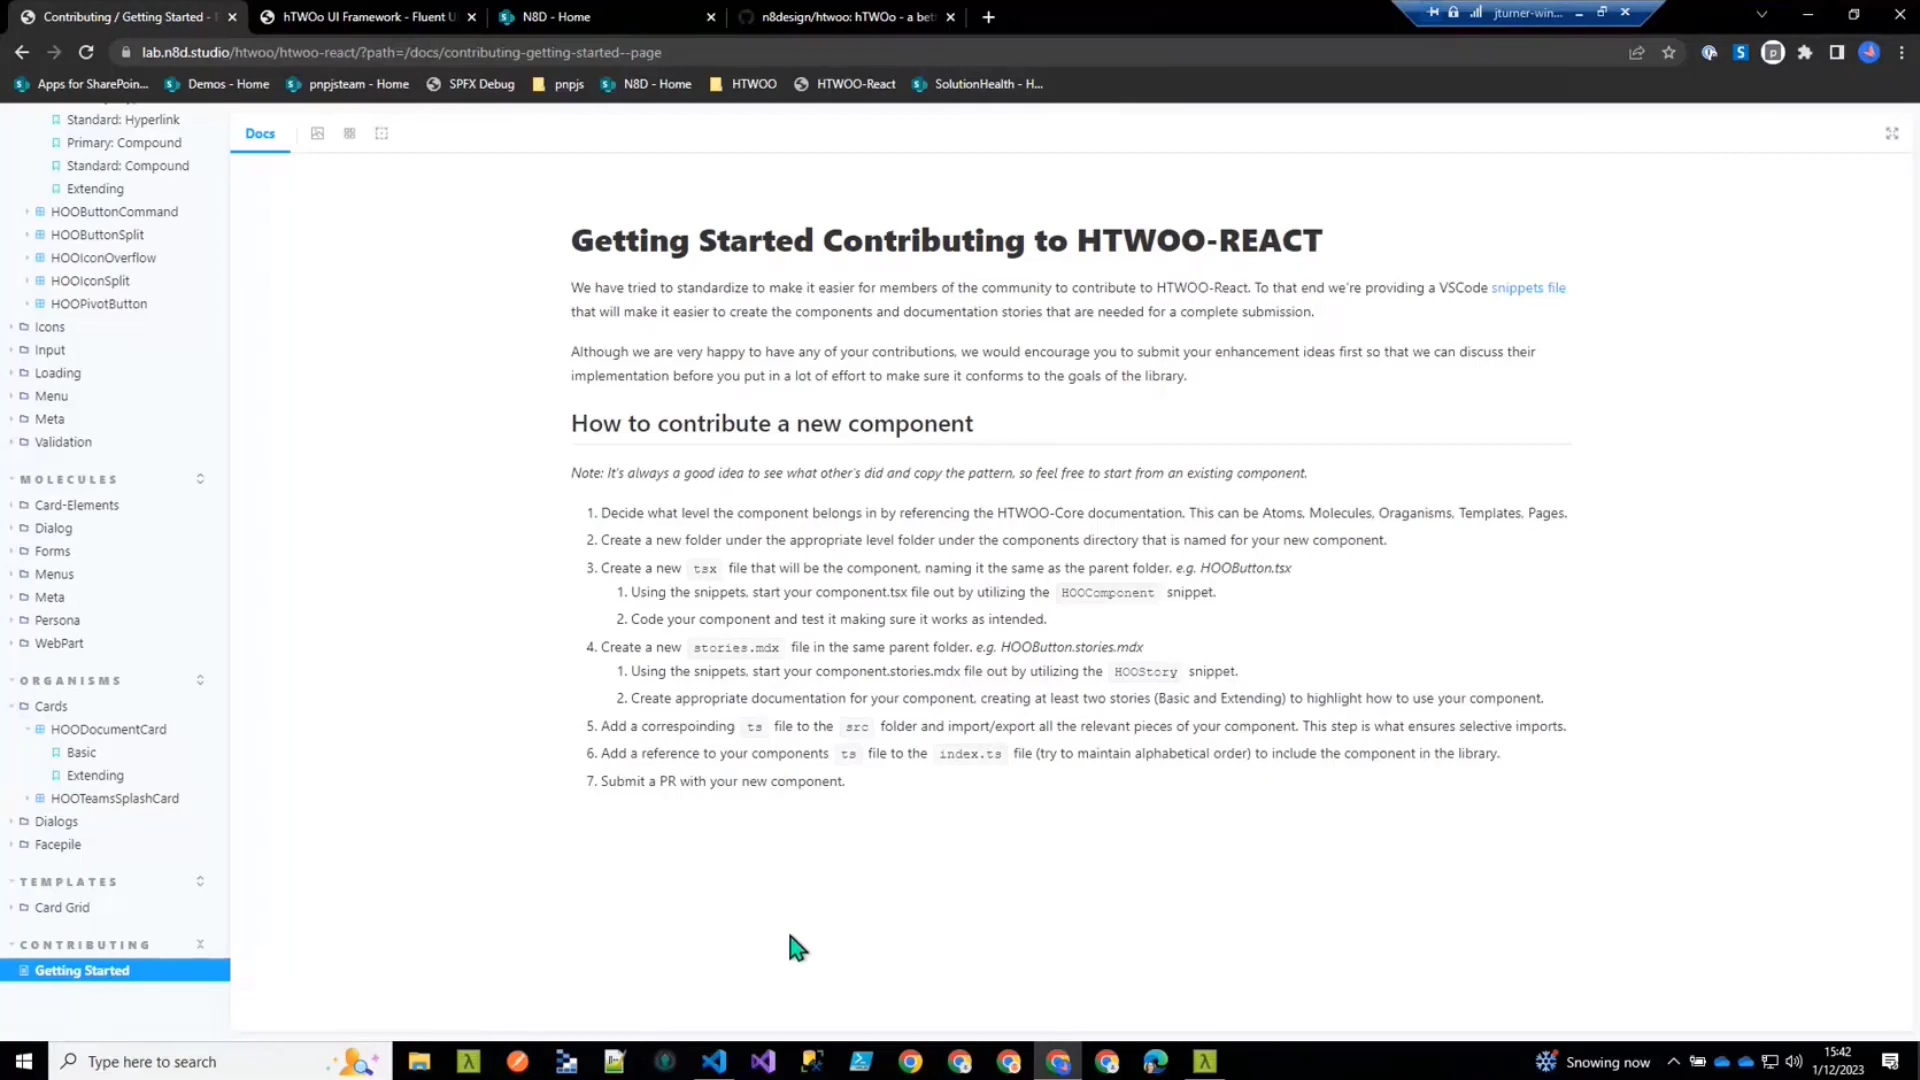 Contributing / Getting Started -
hTWOo UI Framework - Fluent U
N8D - Home
n8design/htwoo: hTWOo - a bet
jturner-win...
lab.n8d.studio/htwoo/htwoo-react/?path=/docs/contributing-getting-started--page
Apps for SharePoin...
Demos - Home
pnpjsteam - Home
SPFX Debug
pnpjs
N8D - Home
HTWOO
HTWOO-React
SolutionHealth - H...
Standard: Hyperlink
Primary: Compound
Standard: Compound
Extending
HOOButtonCommand
HOOButtonSplit
HOOIconOverflow
HOOIconSplit
HOOPivotButton
Icons
Input
Loading
Menu
Meta
Validation
MOLECULES
Card-Elements
Dialog
Forms
Menus
Meta
Persona
WebPart
ORGANISMS
Cards
HOODocumentCard
Basic
Extending
HOOTeamsSplashCard
Dialogs
Facepile
TEMPLATES
Card Grid
CONTRIBUTING
Getting Started
Docs
Getting Started Contributing to HTWOO-REACT
We have tried to standardize to make it easier for members of the community to contribute to HTWOO-React. To that end we're providing a VSCode snippets file
that will make it easier to create the components and documentation stories that are needed for a complete submission.
Although we are very happy to have any of your contributions, we would encourage you to submit your enhancement ideas first so that we can discuss their
implementation before you put in a lot of effort to make sure it conforms to the goals of the library.
How to contribute a new component
Note: It's always a good idea to see what other's did and copy the pattern, so feel free to start from an existing component.
1. Decide what level the component belongs in by referencing the HTWOO-Core documentation. This can be Atoms, Molecules, Oraganisms, Templates, Pages.
2. Create a new folder under the appropriate level folder under the components directory that is named for your new component.
3. Create a new tsx file that will be the component, naming it the same as the parent folder. e.g. HOOButton.tsx
1. Using the snippets, start your component.tsx file out by utilizing the HOOComponent snippet.
2. Code your component and test it making sure it works as intended.
4. Create a new stories.mdx file in the same parent folder. e.g. HOOButton.stories.mdx
1. Using the snippets, start your component.stories.mdx file out by utilizing the HOOStory snippet.
2. Create appropriate documentation for your component, creating at least two stories (Basic and Extending) to highlight how to use your component.
5. Add a correspoinding ts file to the src folder and import/export all the relevant pieces of your component. This step is what ensures selective imports.
6. Add a reference to your components ts file to the index.ts file (try to maintain alphabetical order) to include the component in the library.
7. Submit a PR with your new component.
Type here to search
Snowing now
15:42
1/12/2023